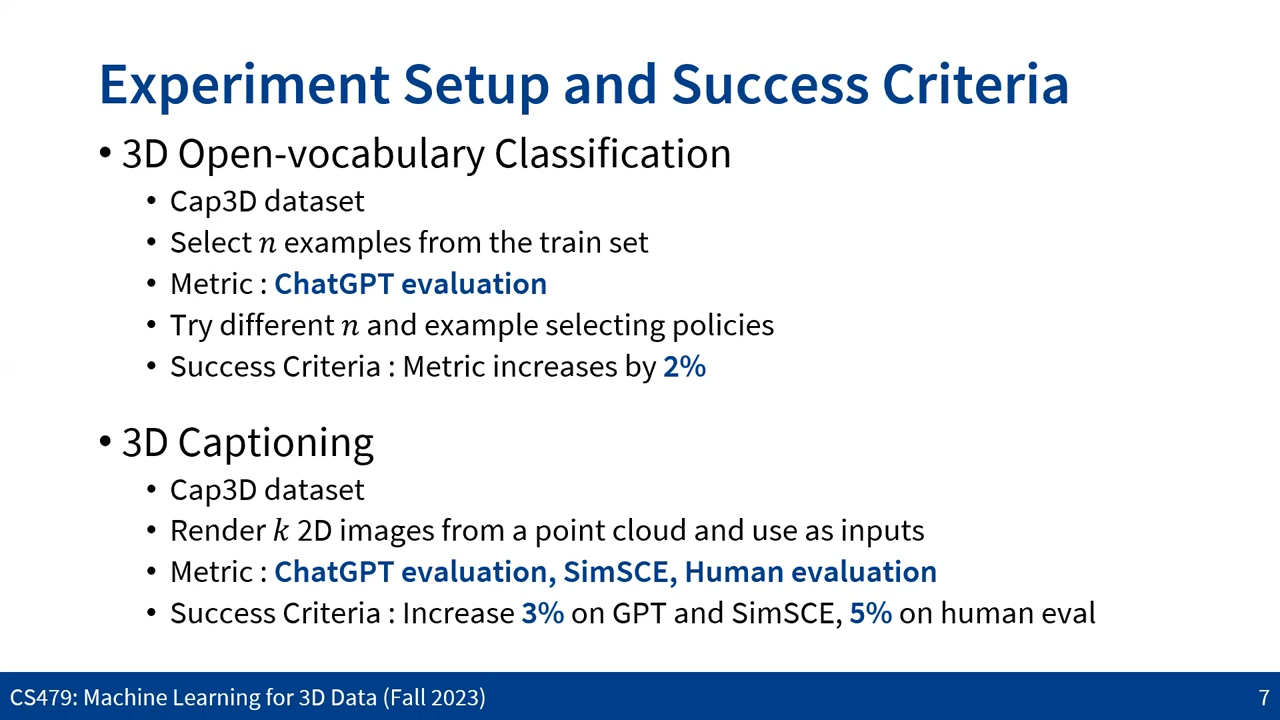 Experiment Setup and Success Criteria
• 3D Open-vocabulary Classification
• Cap3D dataset
• Select n examples from the train set
• Metric : ChatGPT evaluation
• Try different n and example selecting policies
• Success Criteria : Metric increases by 2%
• 3D Captioning
• Cap3D dataset
• Render k 2D images from a point cloud and use as inputs
• Metric : ChatGPT evaluation, SimSCE, Human evaluation
• Success Criteria : Increase 3% on GPT and SimSCE, 5% on human eval
CS479: Machine Learning for 3D Data (Fall 2023)
7